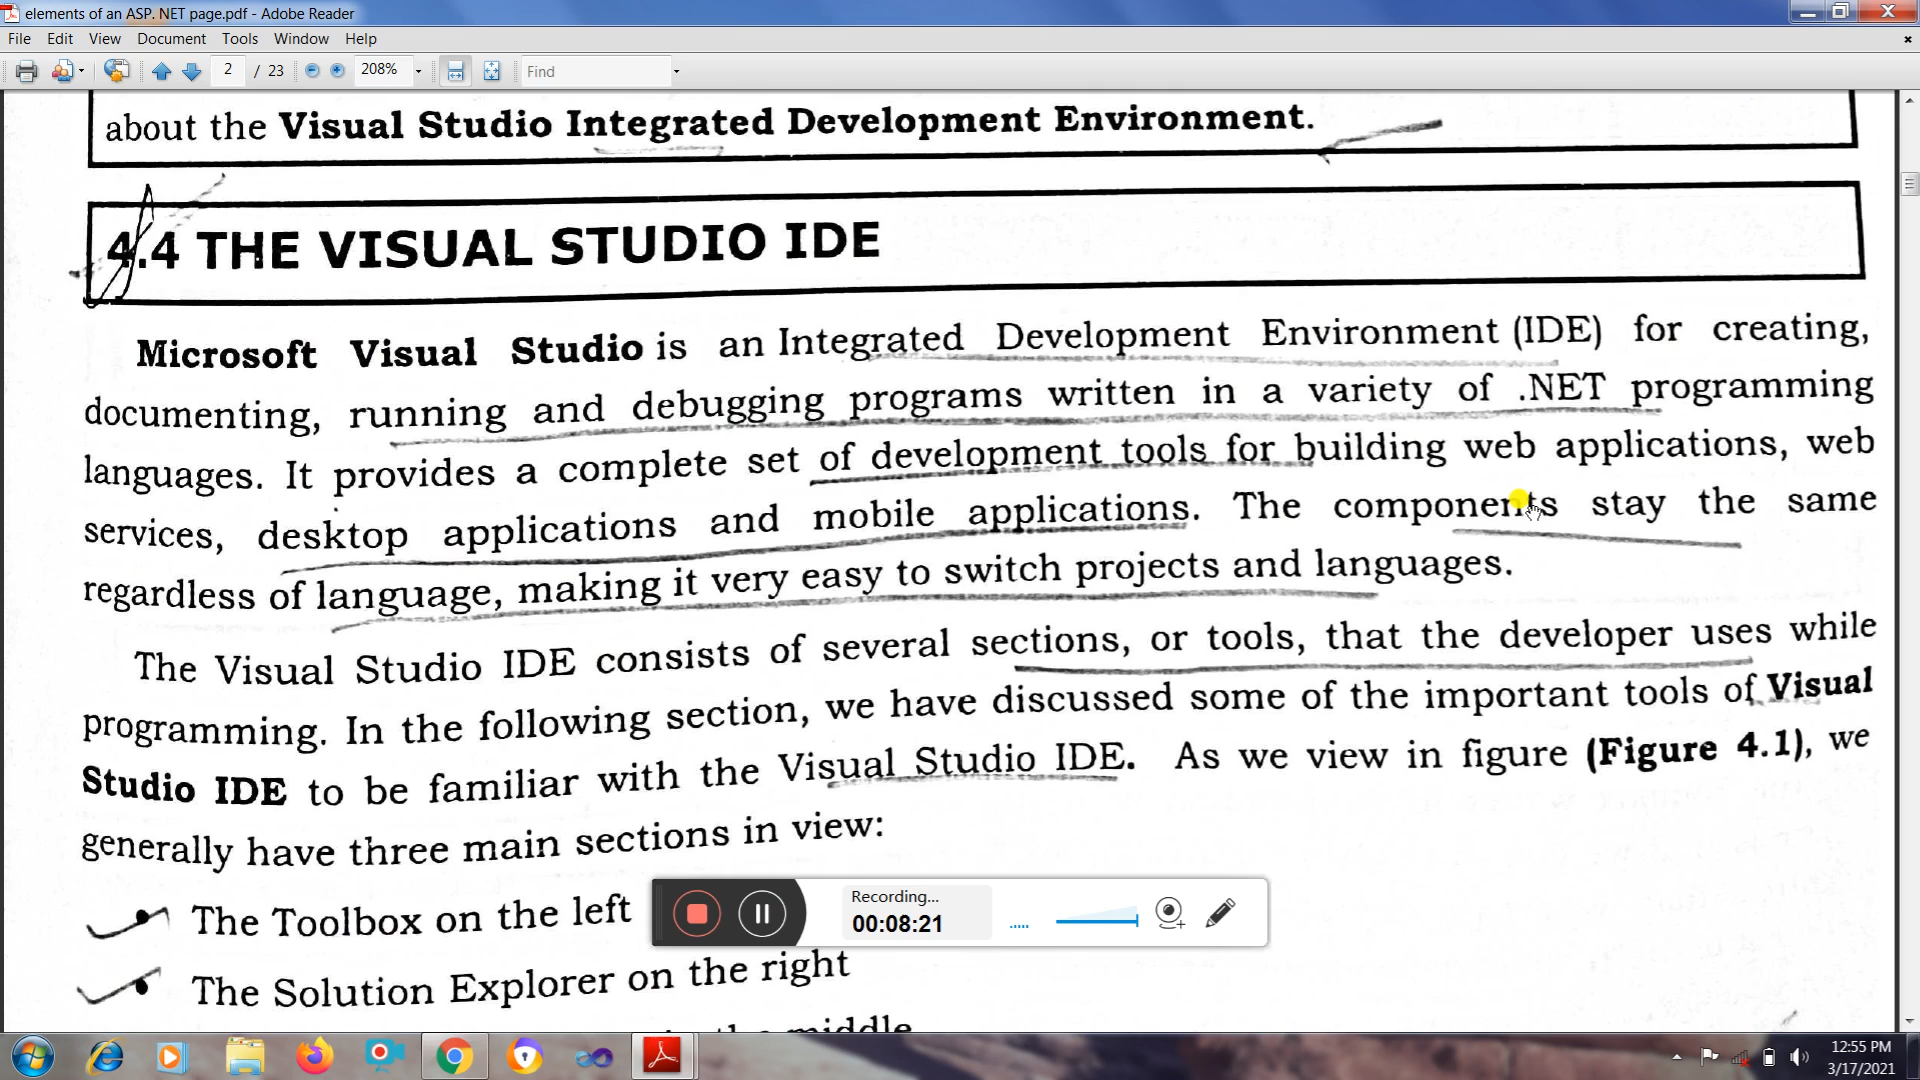 elements of an ASP. NET page.pdf - Adobe Reader
File Edit View Document Tools Window Help
2 / 23 208% Find
about the Visual Studio Integrated Development Environment.
4.4 THE VISUAL STUDIO IDE
Microsoft Visual Studio is an Integrated Development Environment (IDE) for creating,
documenting, running and debugging programs written in a variety of .NET programming
languages. It provides a complete set of development tools for building web applications, web
services, desktop applications and mobile applications. The components stay the same
regardless of language, making it very easy to switch projects and languages.
The Visual Studio IDE consists of several sections, or tools, that the developer uses while
programming. In the following section, we have discussed some of the important tools of Visual
Studio IDE to be familiar with the Visual Studio IDE. As we view in figure (Figure 4.1), we
generally have three main sections in view:
• The Toolbox on the left
• The Solution Explorer on the right
the middle
Recording...
00:08:21
12:55 PM
3/17/2021